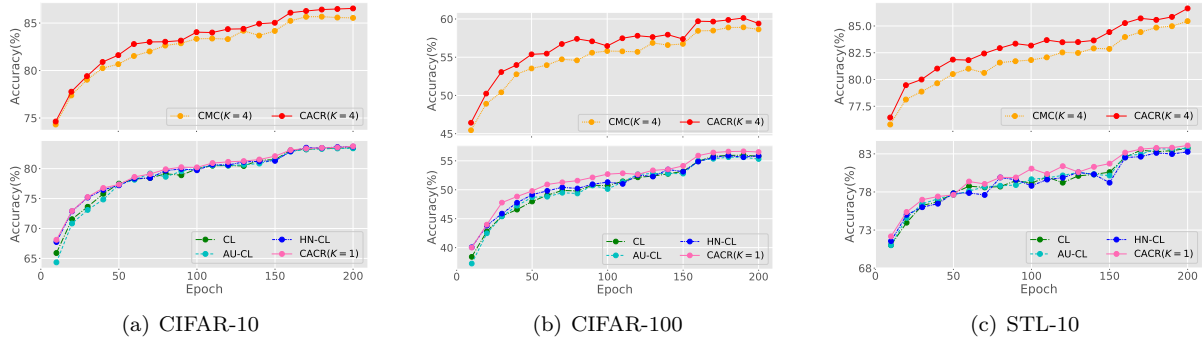 Accuracy(%)
85
80
75
CMC(K = 4)
CACR(K = 4)
Accuracy(%)
80
75
70
65
CL
HN-CL
AU-CL
CACR(K = 1)
0
50
100
150
200
Epoch
(a) CIFAR-10
Accuracy(%)
60
55
50
45
CMC(K = 4)
CACR(K = 4)
Accuracy(%)
55
50
45
40
CL
HN-CL
AU-CL
CACR(K = 1)
0
50
100
150
200
Epoch
(b) CIFAR-100
Accuracy(%)
85.0
82.5
80.0
77.5
CMC(K = 4)
CACR(K = 4)
Accuracy(%)
83
78
73
68
CL
HN-CL
AU-CL
CACR(K = 1)
0
50
100
150
200
Epoch
(c) STL-10